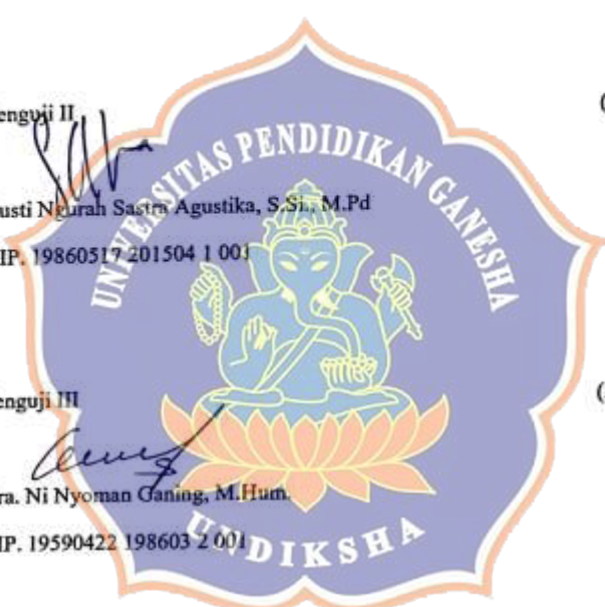 enguji II
(
UNIVERSITAS PENDIDIKAN GANESHA
usti Ngurah Sastra Agustika, S.Si., M.Pd
IP. 19860517 201504 1 001
enguji III
(
ra. Ni Nyoman Ganing, M.Hum.
IP. 19590422 198603 2 001
UNDIKSHA